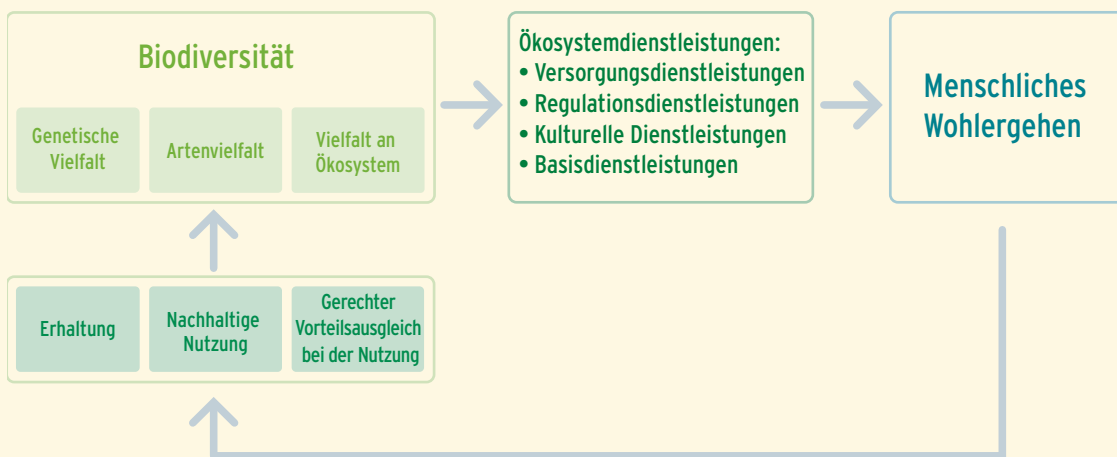 Biodiversität
Genetische
Vielfalt
Artenvielfalt
Vielfalt an
Ökosystem
Ökosystemdienstleistungen:
• Versorgungsdienstleistungen
• Regulationsdienstleistungen
• Kulturelle Dienstleistungen
• Basisdienstleistungen
Menschliches
Wohlergehen
Erhaltung
Nachhaltige
Nutzung
Gerechter
Vorteilsausgleich
bei der Nutzung